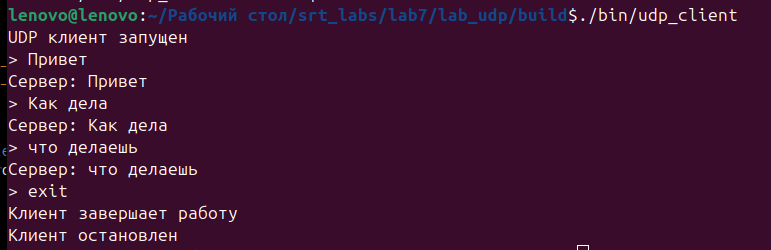 lenovo@lenovo:~/Рабочий стол/srt_labs/lab7/lab_udp/build$./bin/udp_client
UDP клиент запущен
> Привет
Сервер: Привет
> Как дела
Сервер: Как дела
> что делаешь
Сервер: что делаешь
> exit
Клиент завершает работу
Клиент остановлен